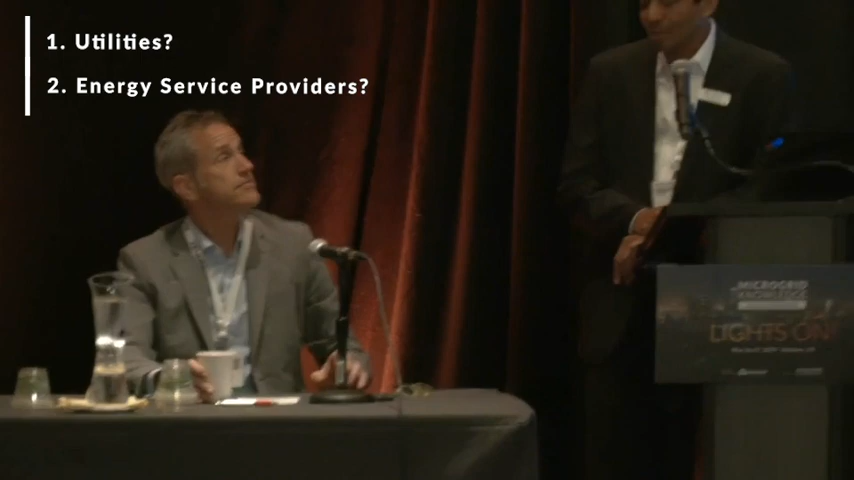 1. Utilities?
2. Energy Service Providers?
MICROGRID
KNOWLEDGE
LIGHTS ON